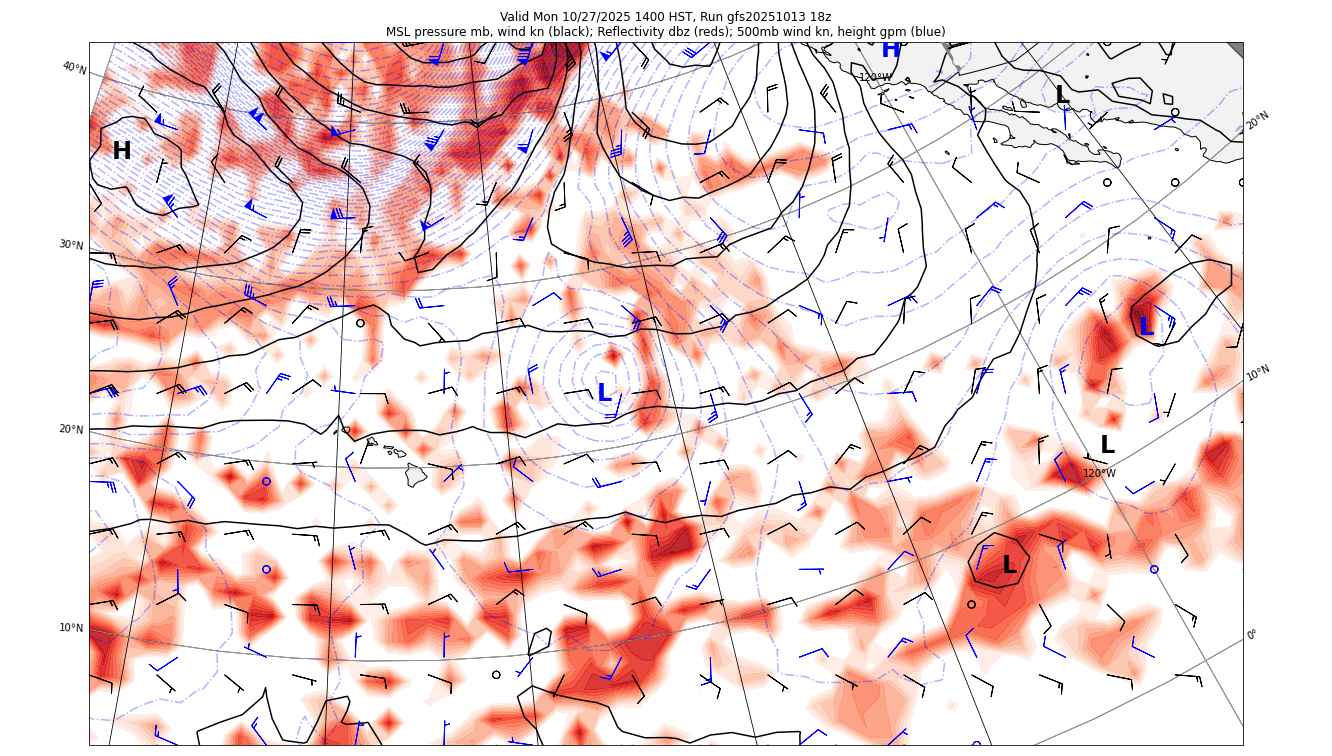 Valid Mon 10/27/2025 1400 HST, Run gfs20251013 18z
MSL pressure mb, wind kn (black); Reflectivity dbz (reds); 500mb wind kn, height gpm (blue)
H
40°N
120°W
L
20°N
H
30°N
L
10°N
L
20°N
L
120°W
L
10°N
0°